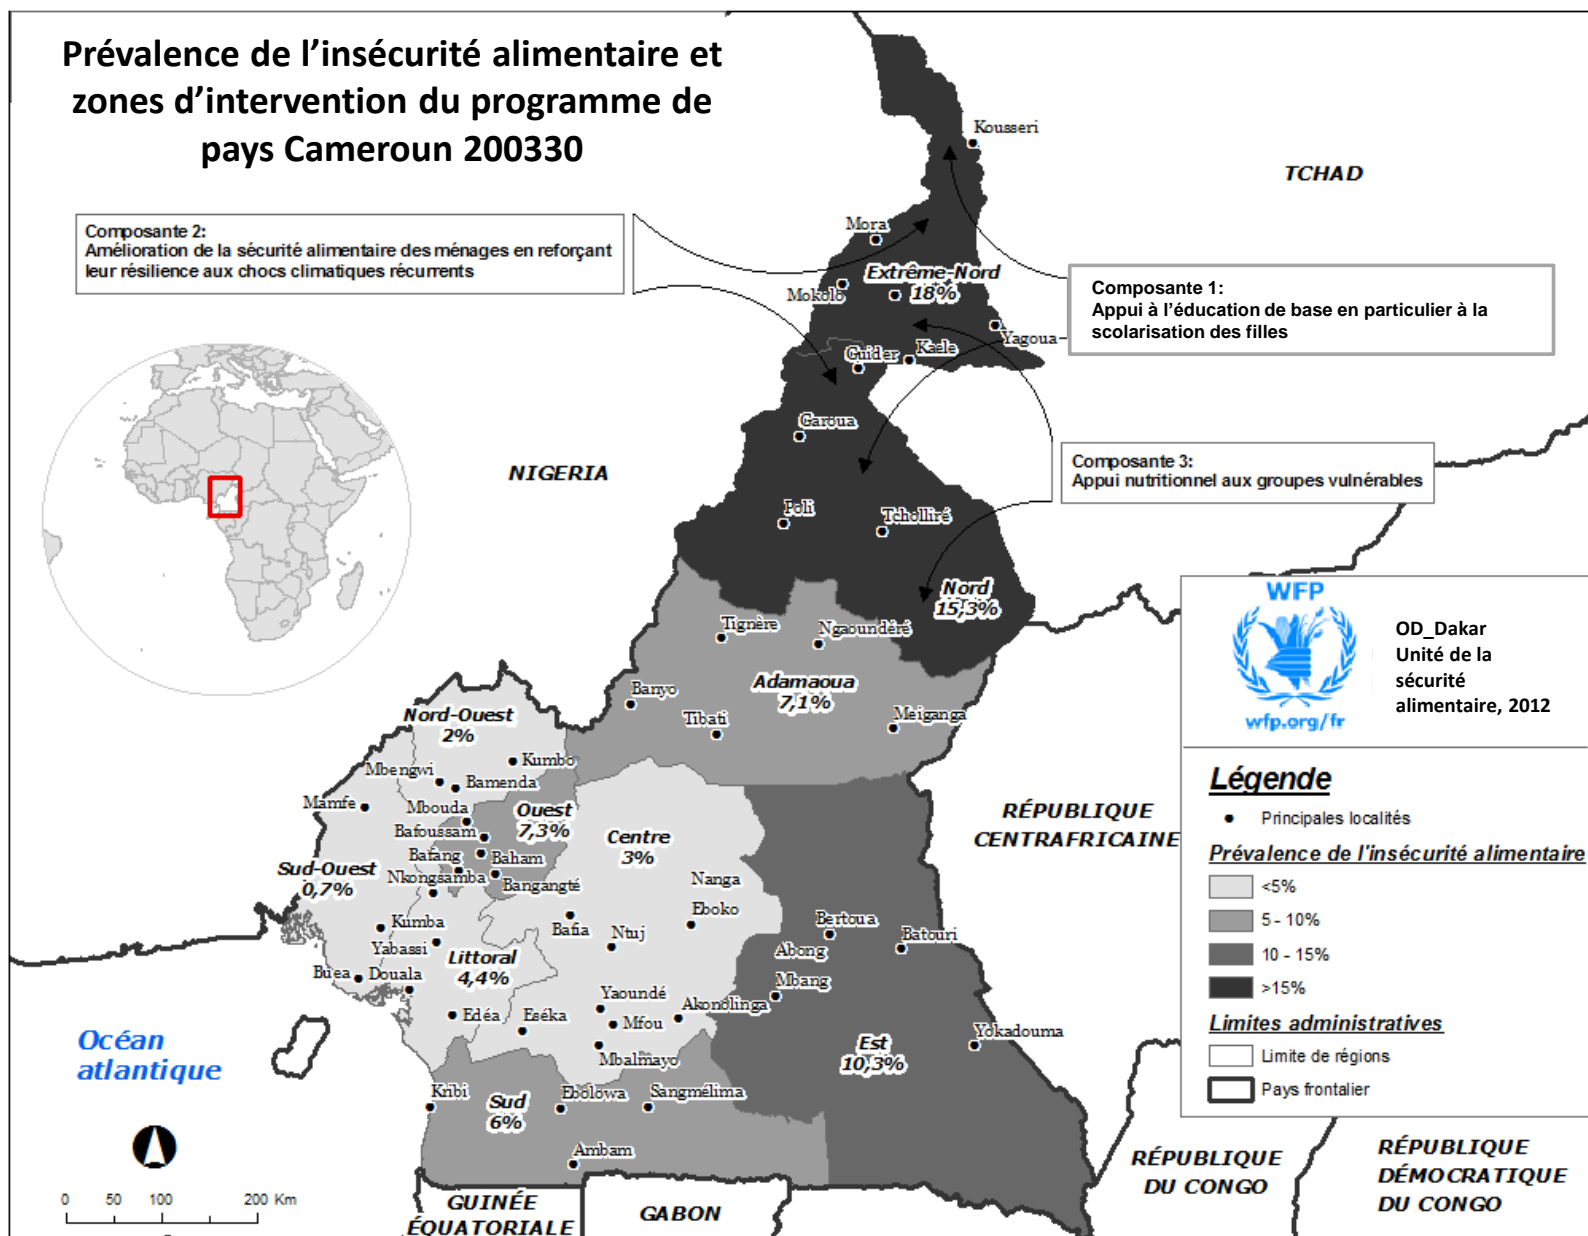 Prévalence de l’insécurité alimentaire et
zones d’intervention du programme de
pays Cameroun 200330
Kousseri
TCHAD
Composante 2:
Amélioration de la sécurité alimentaire des ménages en reforçant
leur résilience aux chocs climatiques récurrents
Mora
Extrême-Nord
18%
Mokolo
Composante 1:
Appui à l’éducation de base en particulier à la
scolarisation des filles
Yagoua
Guider
Kaele
Garoua
NIGERIA
Composante 3:
Appui nutritionnel aux groupes vulnérables
Poli
Tcholliré
Nord
15,3%
WFP
wfp.org/fr
OD_Dakar
Unité de la
sécurité
alimentaire, 2012
Tignère
Ngaoundéré
Adamaoua
7,1%
Banyo
Tibati
Meiganga
Nord-Ouest
2%
Kumbo
Mbengwi
Bamenda
Mamfe
Mbouda
Ouest
7,3%
Bafoussam
Bafang
Baham
Bangangté
Nkongsamba
Centre
3%
Sud-Ouest
0,7%
Nanga
Eboko
Kumba
Yabassi
Bafia
Ntuj
Littoral
4,4%
Buea
Douala
Edéa
Eséka
Yaoundé
Mfou
Akonolinga
Mbalmayo
Bertoua
Batouri
Abong
Mbang
Yokadouma
Est
10,3%
RÉPUBLIQUE
CENTRAFRICAINE
Légende
Principales localités
Prévalence de l'insécurité alimentaire
<5%
5 - 10%
10 - 15%
>15%
Limites administratives
Limite de régions
Pays frontalier
Océan
atlantique
Kribi
Sud
6%
Ebolowa
Sangmélima
Ambam
0 50 100 200 Km
GUINÉE
ÉQUATORIALE
GABON
RÉPUBLIQUE
DU CONGO
RÉPUBLIQUE
DÉMOCRATIQUE
DU CONGO